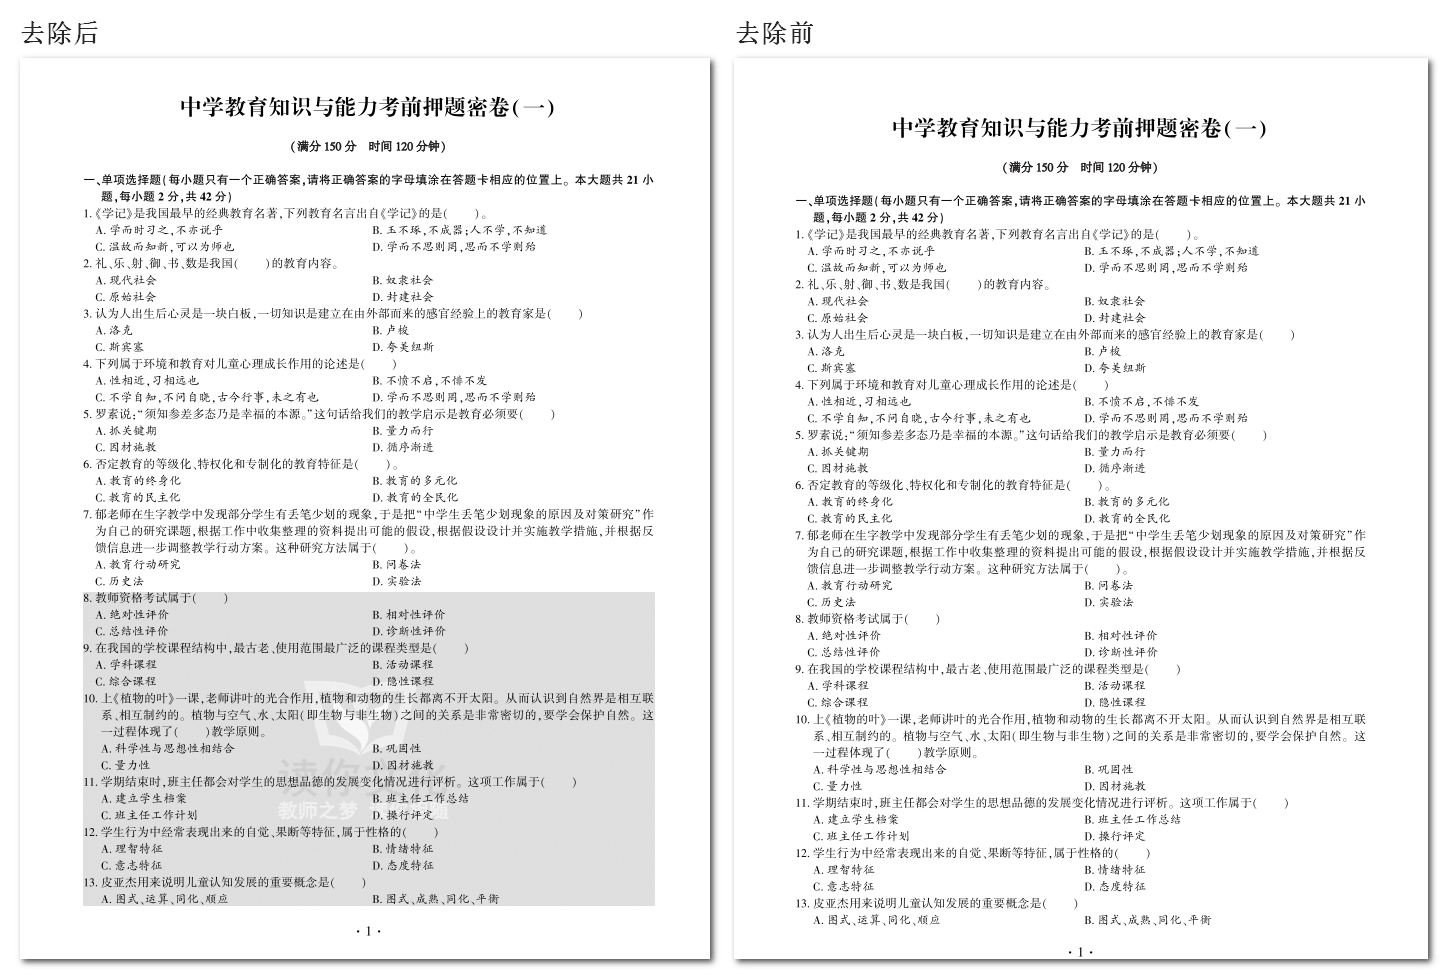 去除后
中学教育知识与能力考前押题密卷(一)
(满分 150 分　时间 120 分钟)
一、单项选择题(每小题只有一个正确答案,请将正确答案的字母填涂在答题卡相应的位置上。本大题共 21 小
题,每小题 2 分,共 42 分)
1.《学记》是我国最早的经典教育名著,下列教育名言出自《学记》的是(　　)。
A. 学而时习之,不亦说乎　B. 玉不琢,不成器;人不学,不知道
C. 温故而知新,可以为师也　D. 学而不思则罔,思而不学则殆
2. 礼、乐、射、御、书、数是我国(　　)的教育内容。
A. 现代社会　B. 奴隶社会
C. 原始社会　D. 封建社会
3. 认为人出生后心灵是一块白板,一切知识是建立在由外部而来的感官经验上的教育家是(　　)
A. 洛克　B. 卢梭
C. 斯宾塞　D. 夸美纽斯
4. 下列属于环境和教育对儿童心理成长作用的论述是(　　)
A. 性相近,习相远也　B. 不愤不启,不悱不发
C. 不学自知,不问自晓,古今行事,未之有也　D. 学而不思则罔,思而不学则殆
5. 罗素说:“须知参差多态乃是幸福的本源。”这句话给我们的教学启示是教育必须要(　　)
A. 抓关键期　B. 量力而行
C. 因材施教　D. 循序渐进
6. 否定教育的等级化、特权化和专制化的教育特征是(　　)。
A. 教育的终身化　B. 教育的多元化
C. 教育的民主化　D. 教育的全民化
7. 郁老师在生字教学中发现部分学生有丢笔少划的现象,于是把“中学生丢笔少划现象的原因及对策研究”作
为自己的研究课题,根据工作中收集整理的资料提出可能的假设,根据假设设计并实施教学措施,并根据反
馈信息进一步调整教学行动方案。这种研究方法属于(　　)。
A. 教育行动研究　B. 问卷法
C. 历史法　D. 实验法
8. 教师资格考试属于(　　)
A. 绝对性评价　B. 相对性评价
C. 总结性评价　D. 诊断性评价
9. 在我国的学校课程结构中,最古老、使用范围最广泛的课程类型是(　　)
A. 学科课程　B. 活动课程
C. 综合课程　D. 隐性课程
10. 上《植物的叶》一课,老师讲叶的光合作用,植物和动物的生长都离不开太阳。从而认识到自然界是相互联
系、相互制约的。植物与空气、水、太阳(即生物与非生物)之间的关系是非常密切的,要学会保护自然。这
一过程体现了(　　)教学原则。
A. 科学性与思想性相结合　B. 巩固性
C. 量力性　D. 因材施教
11. 学期结束时,班主任都会对学生的思想品德的发展变化情况进行评析。这项工作属于(　　)
A. 建立学生档案　B. 班主任工作总结
C. 班主任工作计划　D. 操行评定
12. 学生行为中经常表现出来的自觉、果断等特征,属于性格的(　　)
A. 理智特征　B. 情绪特征
C. 意志特征　D. 态度特征
13. 皮亚杰用来说明儿童认知发展的重要概念是(　　)
A. 图式、运算、同化、顺应　B. 图式、成熟、同化、平衡
读你
教师之梦
· 1 ·
去除前
中学教育知识与能力考前押题密卷(一)
(满分 150 分　时间 120 分钟)
一、单项选择题(每小题只有一个正确答案,请将正确答案的字母填涂在答题卡相应的位置上。本大题共 21 小
题,每小题 2 分,共 42 分)
1.《学记》是我国最早的经典教育名著,下列教育名言出自《学记》的是(　　)。
A. 学而时习之,不亦说乎　B. 玉不琢,不成器;人不学,不知道
C. 温故而知新,可以为师也　D. 学而不思则罔,思而不学则殆
2. 礼、乐、射、御、书、数是我国(　　)的教育内容。
A. 现代社会　B. 奴隶社会
C. 原始社会　D. 封建社会
3. 认为人出生后心灵是一块白板,一切知识是建立在由外部而来的感官经验上的教育家是(　　)
A. 洛克　B. 卢梭
C. 斯宾塞　D. 夸美纽斯
4. 下列属于环境和教育对儿童心理成长作用的论述是(　　)
A. 性相近,习相远也　B. 不愤不启,不悱不发
C. 不学自知,不问自晓,古今行事,未之有也　D. 学而不思则罔,思而不学则殆
5. 罗素说:“须知参差多态乃是幸福的本源。”这句话给我们的教学启示是教育必须要(　　)
A. 抓关键期　B. 量力而行
C. 因材施教　D. 循序渐进
6. 否定教育的等级化、特权化和专制化的教育特征是(　　)。
A. 教育的终身化　B. 教育的多元化
C. 教育的民主化　D. 教育的全民化
7. 郁老师在生字教学中发现部分学生有丢笔少划的现象,于是把“中学生丢笔少划现象的原因及对策研究”作
为自己的研究课题,根据工作中收集整理的资料提出可能的假设,根据假设设计并实施教学措施,并根据反
馈信息进一步调整教学行动方案。这种研究方法属于(　　)。
A. 教育行动研究　B. 问卷法
C. 历史法　D. 实验法
8. 教师资格考试属于(　　)
A. 绝对性评价　B. 相对性评价
C. 总结性评价　D. 诊断性评价
9. 在我国的学校课程结构中,最古老、使用范围最广泛的课程类型是(　　)
A. 学科课程　B. 活动课程
C. 综合课程　D. 隐性课程
10. 上《植物的叶》一课,老师讲叶的光合作用,植物和动物的生长都离不开太阳。从而认识到自然界是相互联
系、相互制约的。植物与空气、水、太阳(即生物与非生物)之间的关系是非常密切的,要学会保护自然。这
一过程体现了(　　)教学原则。
A. 科学性与思想性相结合　B. 巩固性
C. 量力性　D. 因材施教
11. 学期结束时,班主任都会对学生的思想品德的发展变化情况进行评析。这项工作属于(　　)
A. 建立学生档案　B. 班主任工作总结
C. 班主任工作计划　D. 操行评定
12. 学生行为中经常表现出来的自觉、果断等特征,属于性格的(　　)
A. 理智特征　B. 情绪特征
C. 意志特征　D. 态度特征
13. 皮亚杰用来说明儿童认知发展的重要概念是(　　)
A. 图式、运算、同化、顺应　B. 图式、成熟、同化、平衡
· 1 ·